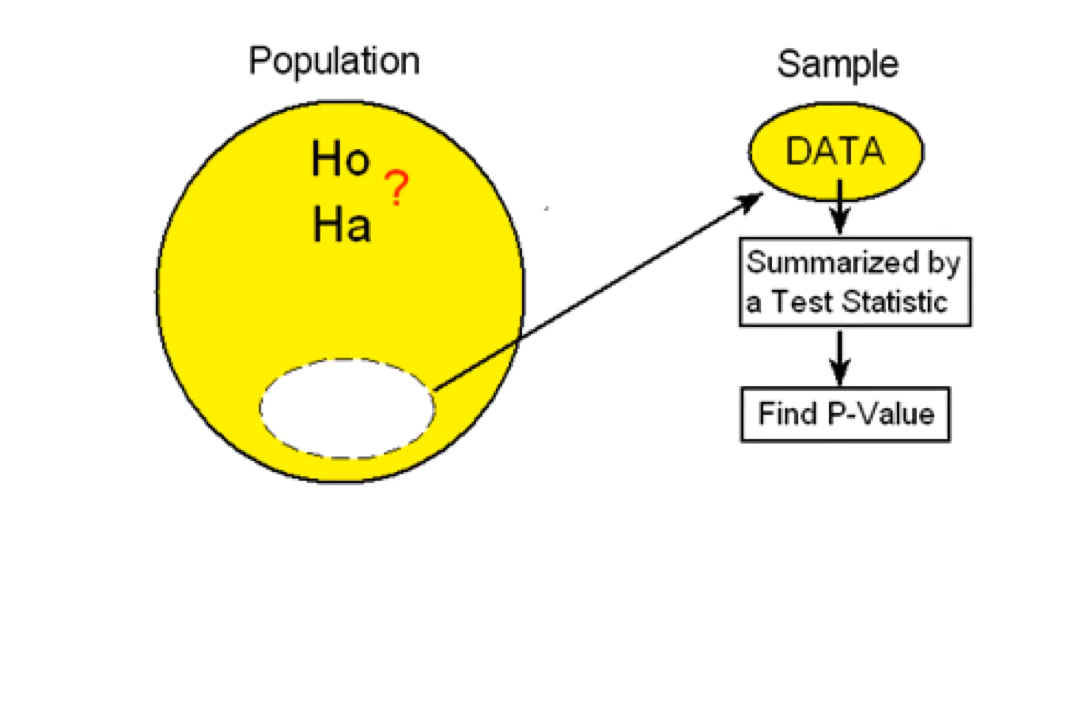 Population
Ho
?
Ha
Sample
DATA
Summarized by
a Test Statistic
Find P-Value